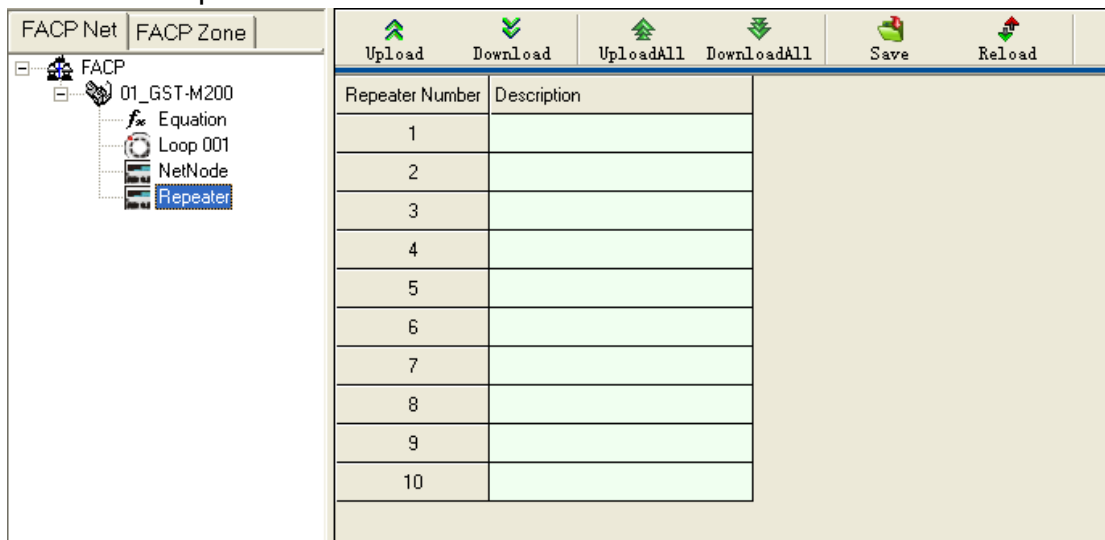 FACP Net FACP Zone
FACP
01_GST-M200
fx Equation
Loop 001
NetNode
Repeater
Upload Download UploadAll DownloadAll Save Reload
Repeater Number Description
1
2
3
4
5
6
7
8
9
10